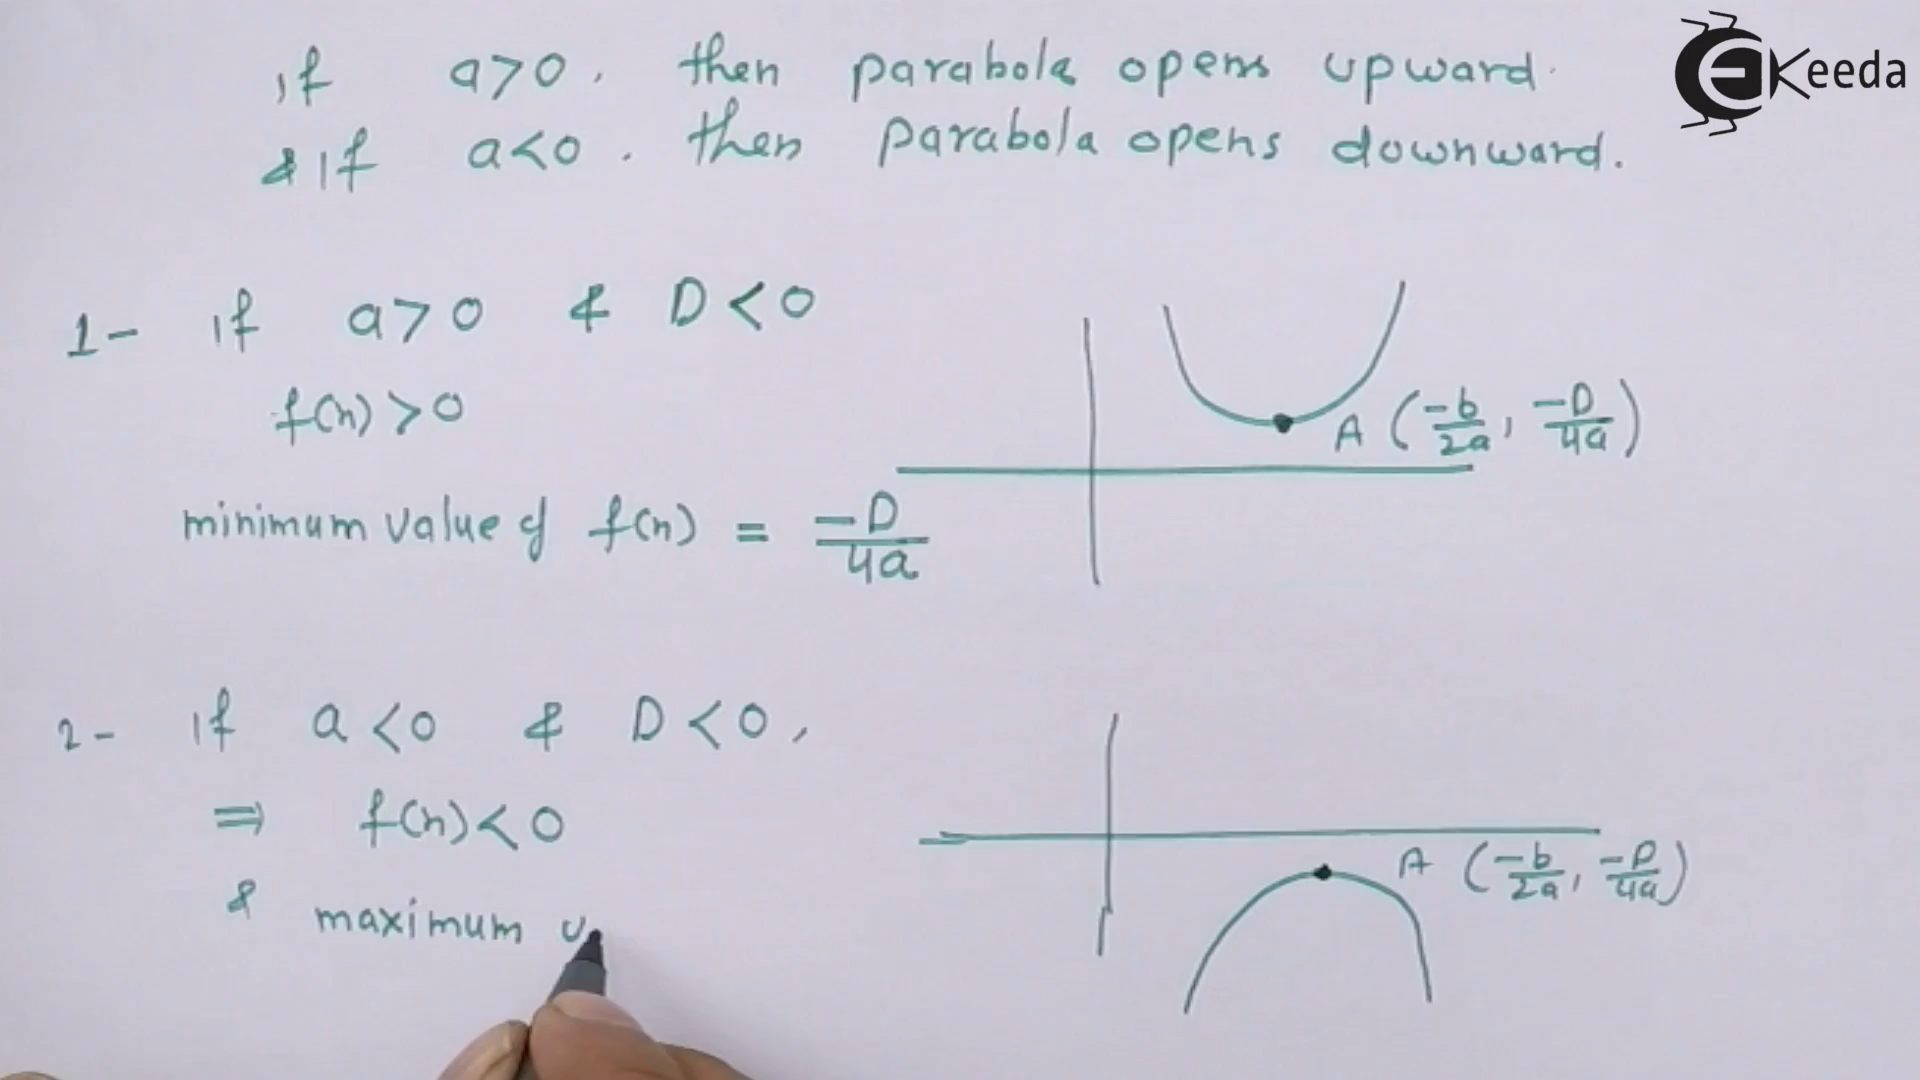 if a>0, then parabola opens upward.
& if a<0. then parabola opens downward.
Keeda
1- if a>0 & D<0
f(n)>0
A (-b/2a, -D/4a)
minimum value of f(n) = -D/4a
2- if a<0 & D<0,
⇒ f(n)<0
A (-b/2a, -D/4a)
& maximum v